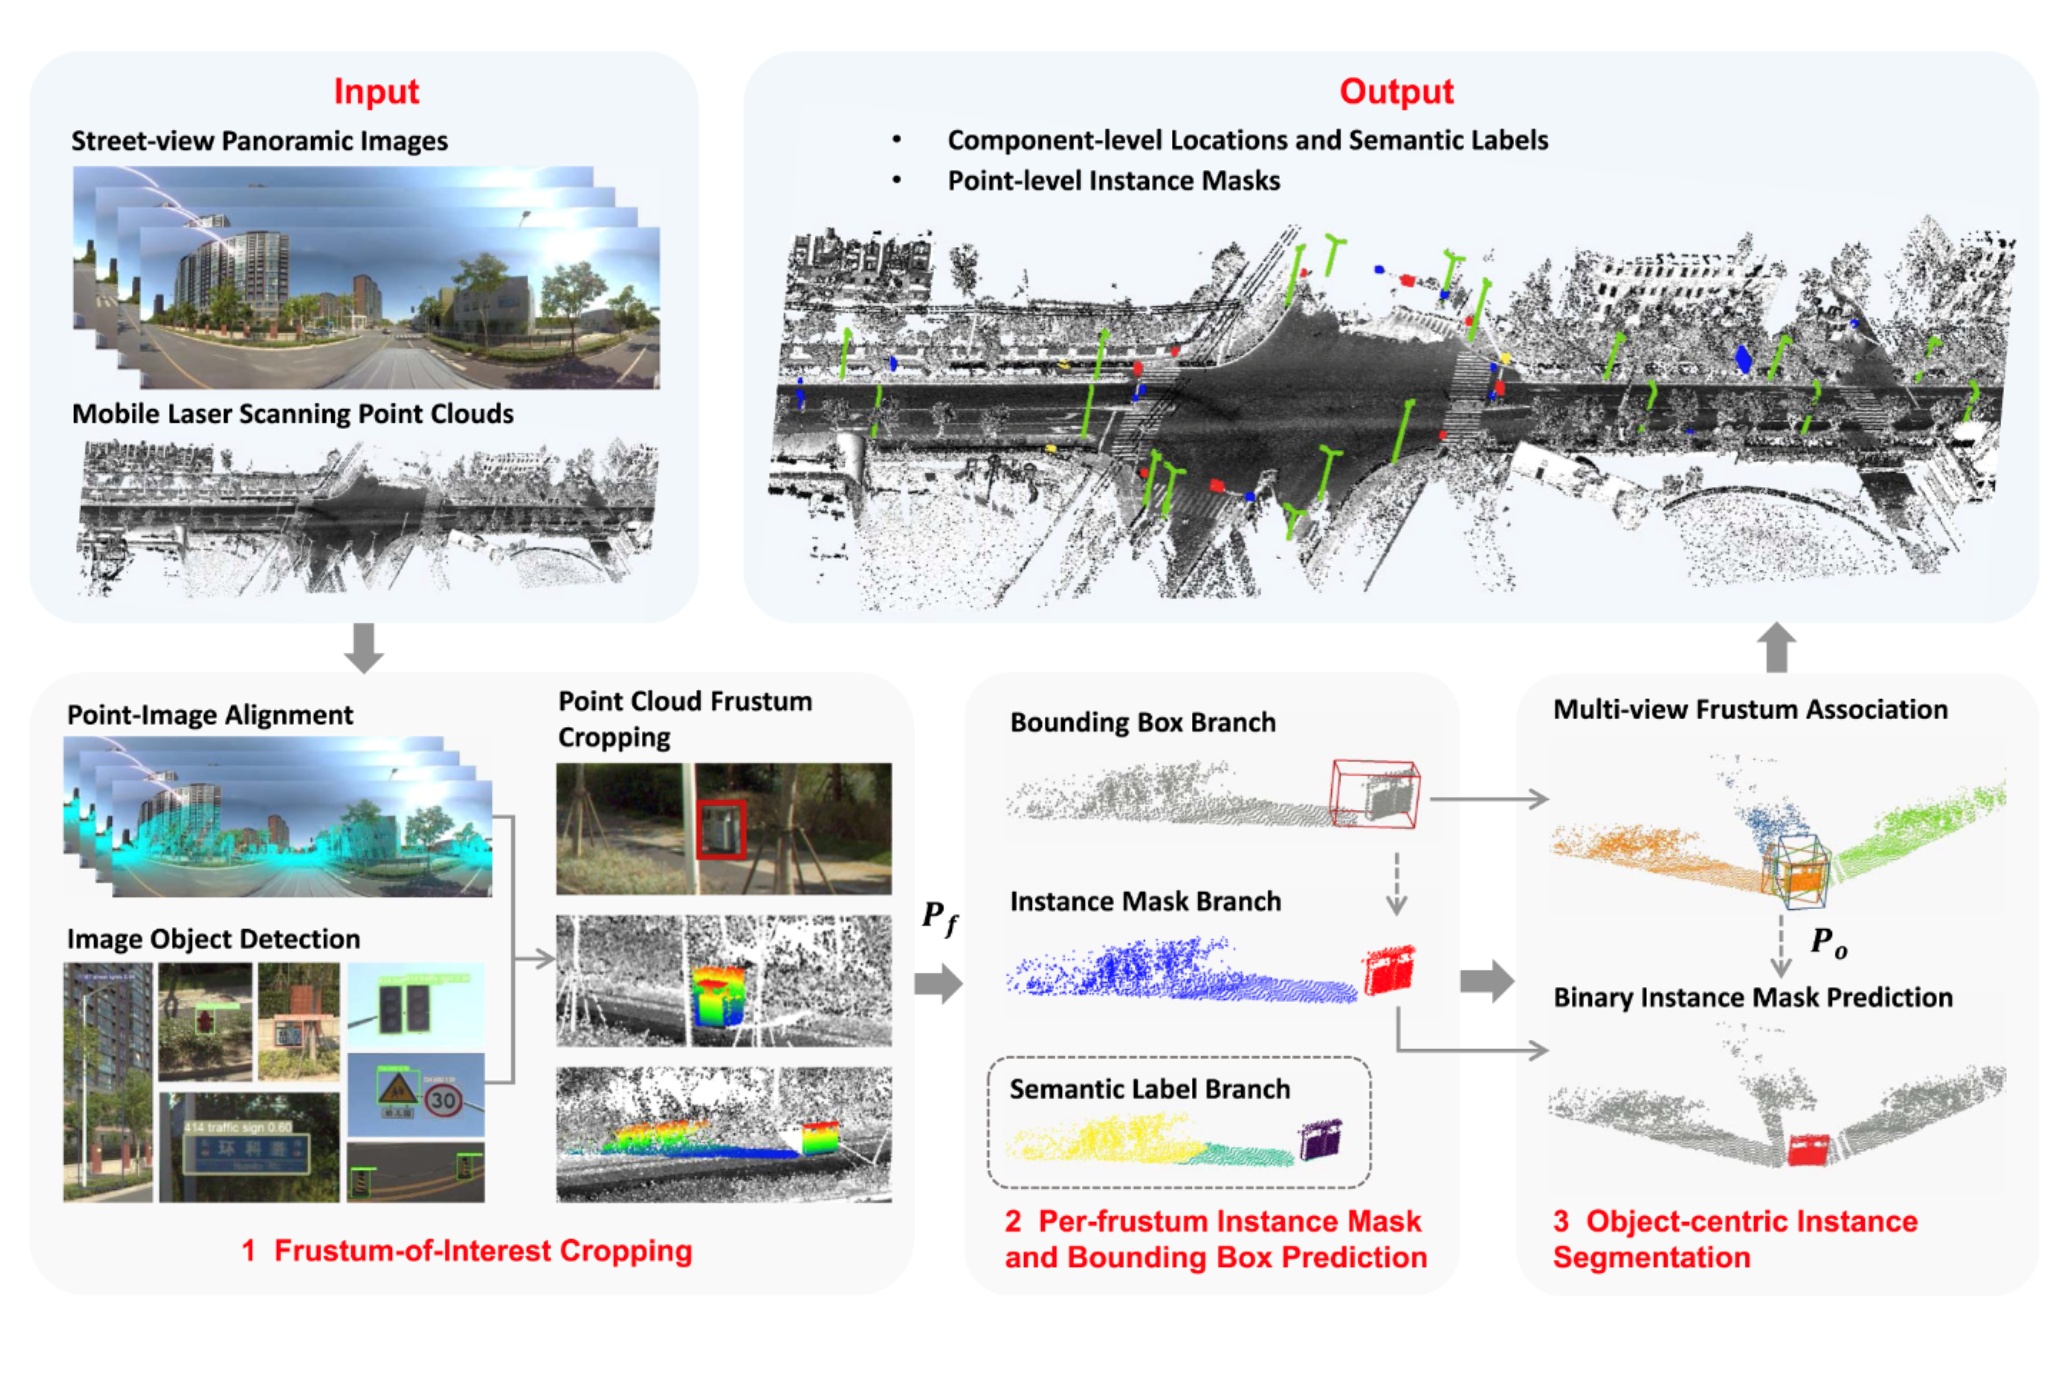 Input
Street-view Panoramic Images
Mobile Laser Scanning Point Clouds
Output
• Component-level Locations and Semantic Labels
• Point-level Instance Masks
Point-Image Alignment
Image Object Detection
414 traffic sign 0.60
环科路
30
Point Cloud Frustum
Cropping
1 Frustum-of-Interest Cropping
P_f
Bounding Box Branch
Instance Mask Branch
Semantic Label Branch
2 Per-frustum Instance Mask
and Bounding Box Prediction
Multi-view Frustum Association
P_o
Binary Instance Mask Prediction
3 Object-centric Instance
Segmentation